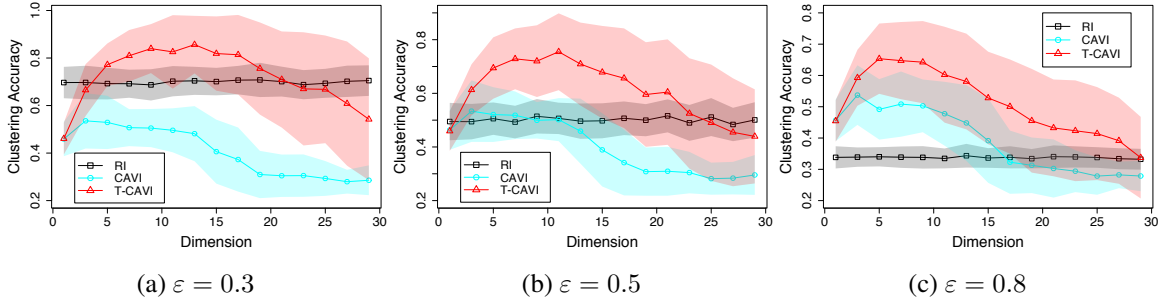 Clustering Accuracy
1.0
0.8
0.6
0.4
0.2
RI
CAVI
T-CAVI
0 5 10 15 20 25 30
Dimension
(a) ε = 0.3
Clustering Accuracy
0.8
0.6
0.4
0.2
RI
CAVI
T-CAVI
0 5 10 15 20 25 30
Dimension
(b) ε = 0.5
Clustering Accuracy
0.8
0.7
0.6
0.5
0.4
0.3
0.2
RI
CAVI
T-CAVI
0 5 10 15 20 25 30
Dimension
(c) ε = 0.8